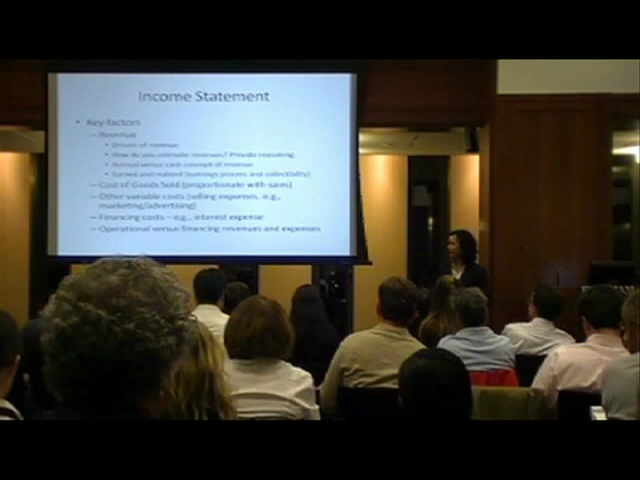 Income Statement
• Key factors
– Revenue
• Drivers of revenue
• How do you estimate revenues? Provide reasoning.
• Accrual versus cash concept of revenue
• Earned and realized (earnings process and collectibility)
– Cost of Goods Sold (proportionate with sales)
– Other variable costs (selling expenses, e.g.,
marketing/advertising)
– Financing costs – e.g., interest expense
– Operational versus financing revenues and expenses